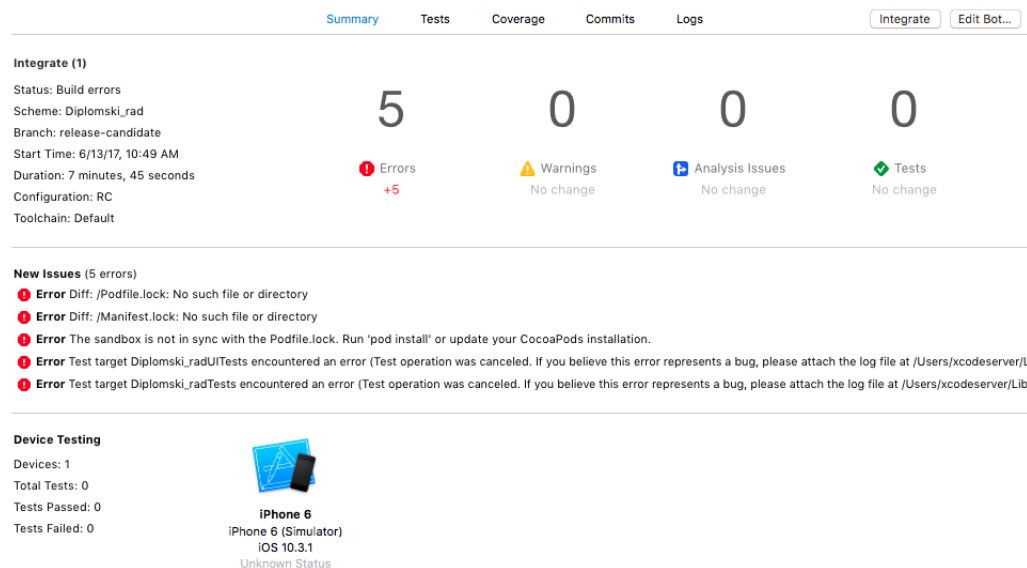 Summary Tests Coverage Commits Logs Integrate Edit Bot...
Integrate (1)
Status: Build errors
Scheme: Diplomski_rad
Branch: release-candidate
Start Time: 6/13/17, 10:49 AM
Duration: 7 minutes, 45 seconds
Configuration: RC
Toolchain: Default
5 0 0 0
Errors Warnings Analysis Issues Tests
+5 No change No change No change
New Issues (5 errors)
Error Diff: /Podfile.lock: No such file or directory
Error Diff: /Manifest.lock: No such file or directory
Error The sandbox is not in sync with the Podfile.lock. Run 'pod install' or update your CocoaPods installation.
Error Test target Diplomski_radUITests encountered an error (Test operation was canceled. If you believe this error represents a bug, please attach the log file at /Users/xcodeserver/L
Error Test target Diplomski_radTests encountered an error (Test operation was canceled. If you believe this error represents a bug, please attach the log file at /Users/xcodeserver/Lib
Device Testing
Devices: 1
Total Tests: 0
Tests Passed: 0
Tests Failed: 0
iPhone 6
iPhone 6 (Simulator)
iOS 10.3.1
Unknown Status